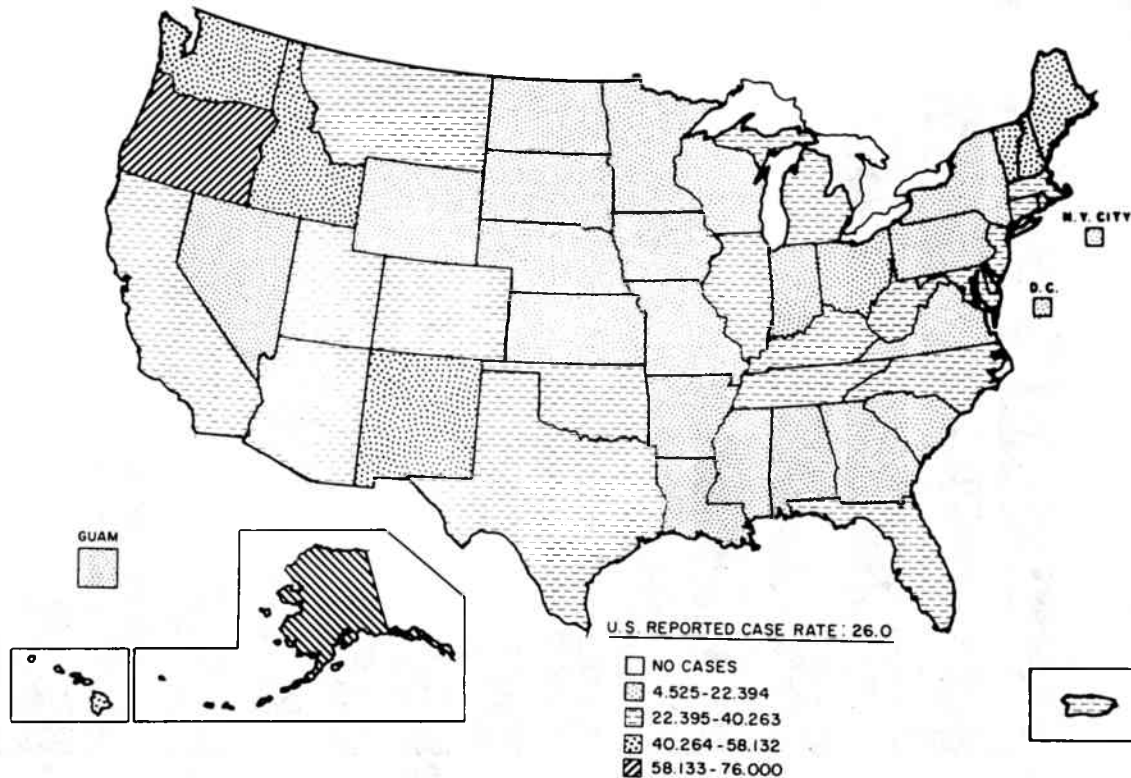 N.Y. CITY
D.C.
GUAM
U.S. REPORTED CASE RATE: 26.0
NO CASES
4.525-22.394
22.395-40.263
40.264-58.132
58.133-76.000